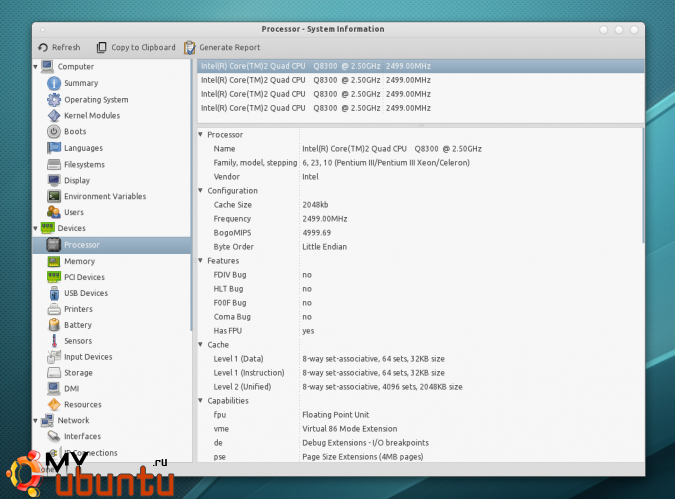 Processor - System Information
Refresh Copy to Clipboard Generate Report
Computer
Summary
Operating System
Kernel Modules
Boots
Languages
Filesystems
Display
Environment Variables
Users
Devices
Processor
Memory
PCI Devices
USB Devices
Printers
Battery
Sensors
Input Devices
Storage
DMI
Resources
Network
Interfaces
IP Connections
Intel(R) Core(TM)2 Quad CPU Q8300 @ 2.50GHz 2499.00MHz
Intel(R) Core(TM)2 Quad CPU Q8300 @ 2.50GHz 2499.00MHz
Intel(R) Core(TM)2 Quad CPU Q8300 @ 2.50GHz 2499.00MHz
Intel(R) Core(TM)2 Quad CPU Q8300 @ 2.50GHz 2499.00MHz
Processor
Name Intel(R) Core(TM)2 Quad CPU Q8300 @ 2.50GHz
Family, model, stepping 6, 23, 10 (Pentium III/Pentium III Xeon/Celeron)
Vendor Intel
Configuration
Cache Size 2048kb
Frequency 2499.00MHz
BogoMIPS 4999.69
Byte Order Little Endian
Features
FDIV Bug no
HLT Bug no
F00F Bug no
Coma Bug no
Has FPU yes
Cache
Level 1 (Data) 8-way set-associative, 64 sets, 32KB size
Level 1 (Instruction) 8-way set-associative, 64 sets, 32KB size
Level 2 (Unified) 8-way set-associative, 4096 sets, 2048KB size
Capabilities
fpu Floating Point Unit
vme Virtual 86 Mode Extension
de Debug Extensions - I/O breakpoints
pse Page Size Extensions (4MB pages)
MY ubuntu .ru